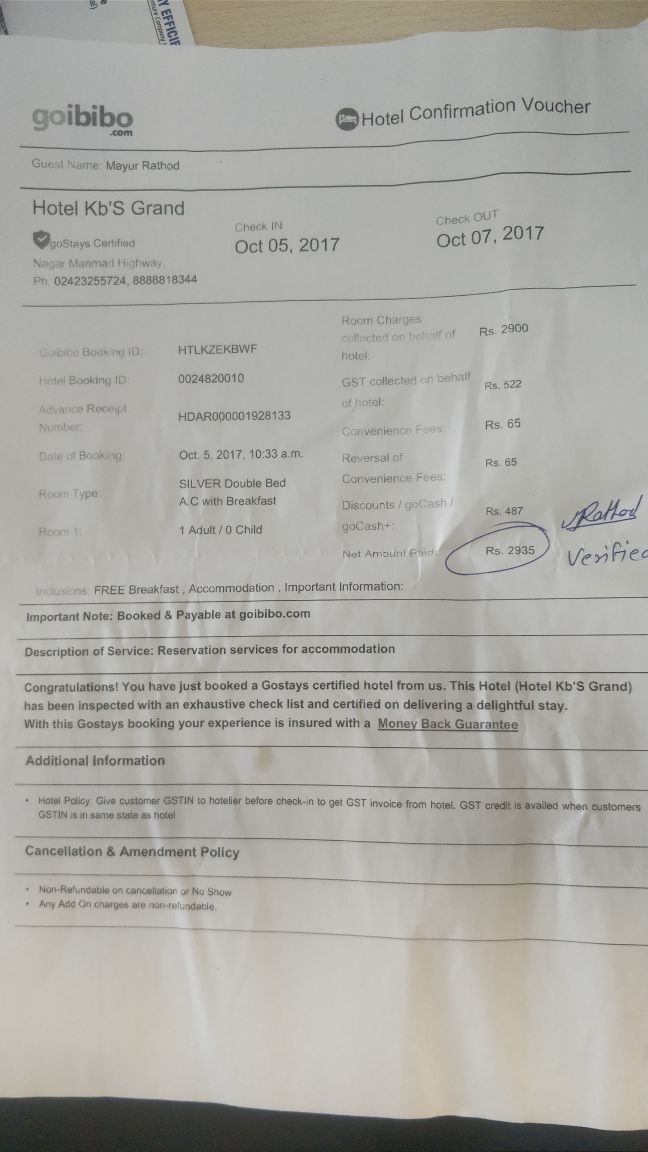 Y EFFICIE
goibibo
.com
Hotel Confirmation Voucher
Guest Name: Mayur Rathod
Hotel Kb'S Grand
goStays Certified
Nagar Manmad Highway.
Ph: 02423255724, 8888818344
Check IN
Oct 05, 2017
Check OUT
Oct 07, 2017
Goibibo Booking ID: HTLKZEKBWF
Hotel Booking ID: 0024820010
Advance Receipt
Number: HDAR000001928133
Date of Booking: Oct. 5, 2017, 10:33 a.m.
Room Type: SILVER Double Bed
A.C with Breakfast
Room 1: 1 Adult / 0 Child
Room Charges
collected on behalf of
hotel: Rs. 2900
GST collected on behalf
of hotel: Rs. 522
Convenience Fees: Rs. 65
Reversal of
Convenience Fees: Rs. 65
Discounts / goCash /
goCash+: Rs. 487
Net Amount Paid: Rs. 2935
Rathod
Verified
Inclusions: FREE Breakfast , Accommodation , Important Information:
Important Note: Booked & Payable at goibibo.com
Description of Service: Reservation services for accommodation
Congratulations! You have just booked a Gostays certified hotel from us. This Hotel (Hotel Kb'S Grand)
has been inspected with an exhaustive check list and certified on delivering a delightful stay.
With this Gostays booking your experience is insured with a Money Back Guarantee
Additional Information
• Hotel Policy: Give customer GSTIN to hotelier before check-in to get GST invoice from hotel. GST credit is availed when customers
GSTIN is in same state as hotel
Cancellation & Amendment Policy
• Non-Refundable on cancellation or No Show
• Any Add On charges are non-refundable.